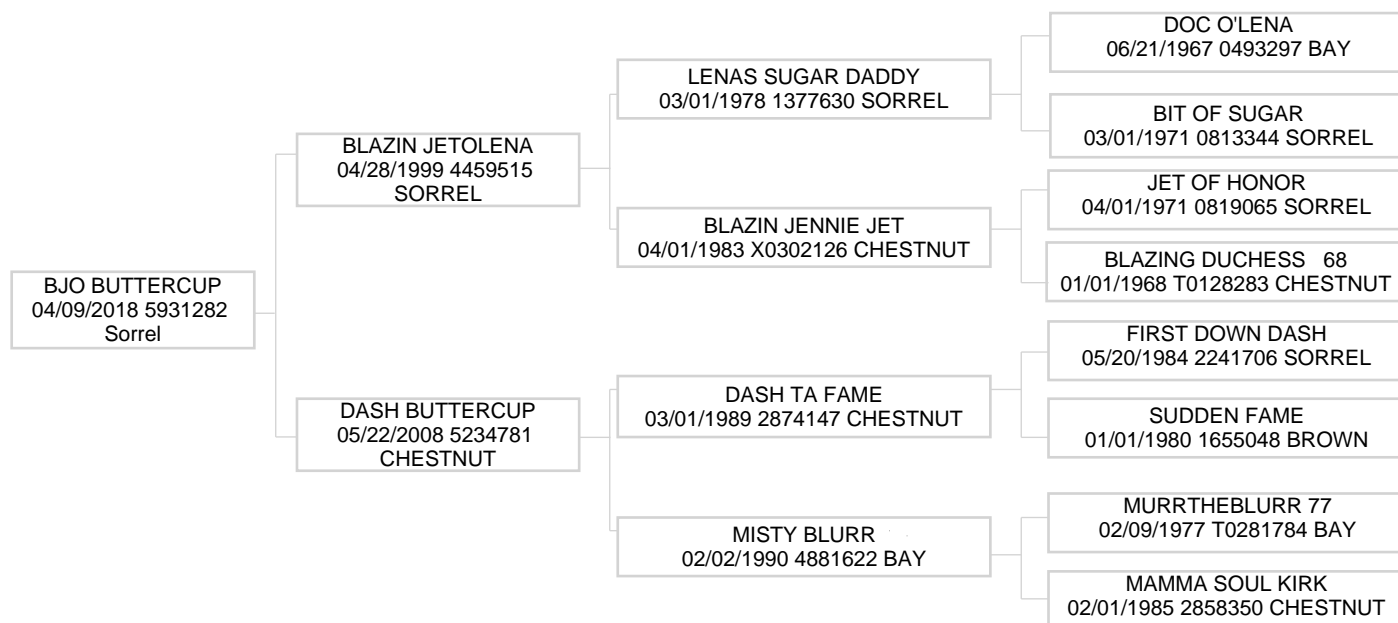 BJO BUTTERCUP
04/09/2018 5931282
Sorrel
BLAZIN JETOLENA
04/28/1999 4459515
SORREL
DASH BUTTERCUP
05/22/2008 5234781
CHESTNUT
LENAS SUGAR DADDY
03/01/1978 1377630 SORREL
BLAZIN JENNIE JET
04/01/1983 X0302126 CHESTNUT
DASH TA FAME
03/01/1989 2874147 CHESTNUT
MISTY BLURR
02/02/1990 4881622 BAY
DOC O'LENA
06/21/1967 0493297 BAY
BIT OF SUGAR
03/01/1971 0813344 SORREL
JET OF HONOR
04/01/1971 0819065 SORREL
BLAZING DUCHESS 68
01/01/1968 T0128283 CHESTNUT
FIRST DOWN DASH
05/20/1984 2241706 SORREL
SUDDEN FAME
01/01/1980 1655048 BROWN
MURRTHEBLURR 77
02/09/1977 T0281784 BAY
MAMMA SOUL KIRK
02/01/1985 2858350 CHESTNUT